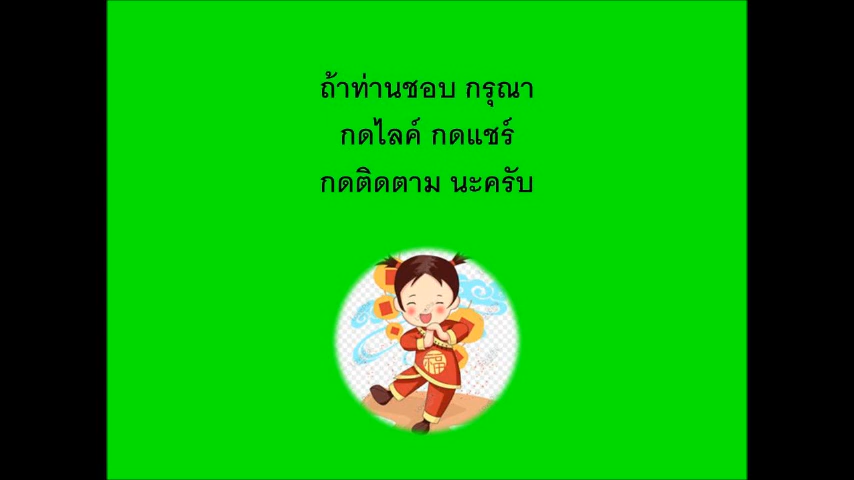 ถ้าท่านชอบ กรุณา
กดไลค์ กดแชร์
กดติดตาม นะครับ
福